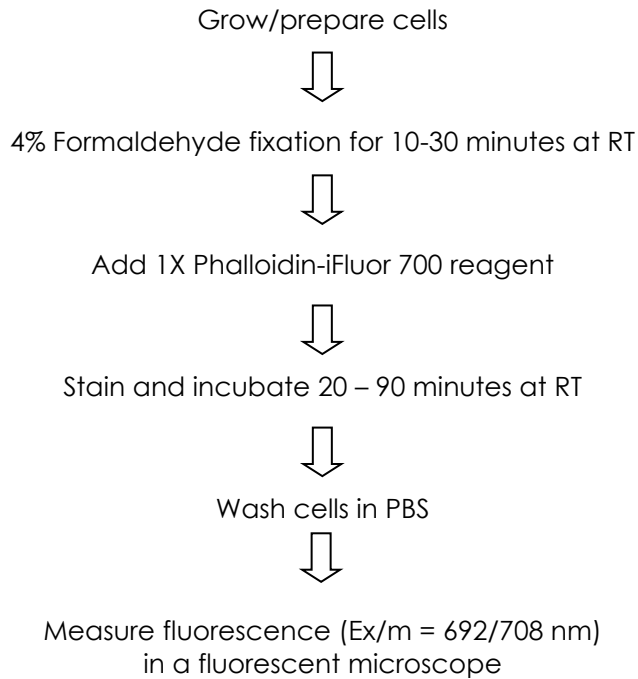 Grow/prepare cells
4% Formaldehyde fixation for 10-30 minutes at RT
Add 1X Phalloidin-iFluor 700 reagent
Stain and incubate 20 – 90 minutes at RT
Wash cells in PBS
Measure fluorescence (Ex/m = 692/708 nm)
in a fluorescent microscope